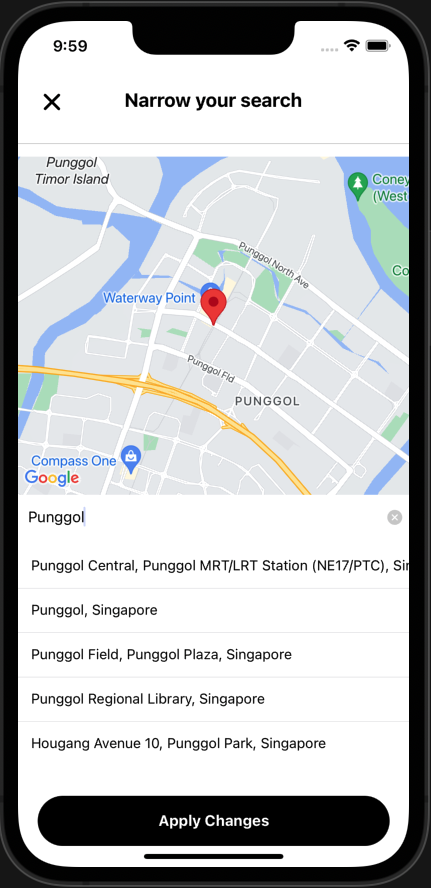 9:59
Narrow your search
Punggol
Timor Island
Coney
(West
Punggol North Ave
Co
Waterway Point
Punggol Fld
PUNGGOL
Compass One
Google
Punggol
Punggol Central, Punggol MRT/LRT Station (NE17/PTC), Sin
Punggol, Singapore
Punggol Field, Punggol Plaza, Singapore
Punggol Regional Library, Singapore
Hougang Avenue 10, Punggol Park, Singapore
Apply Changes